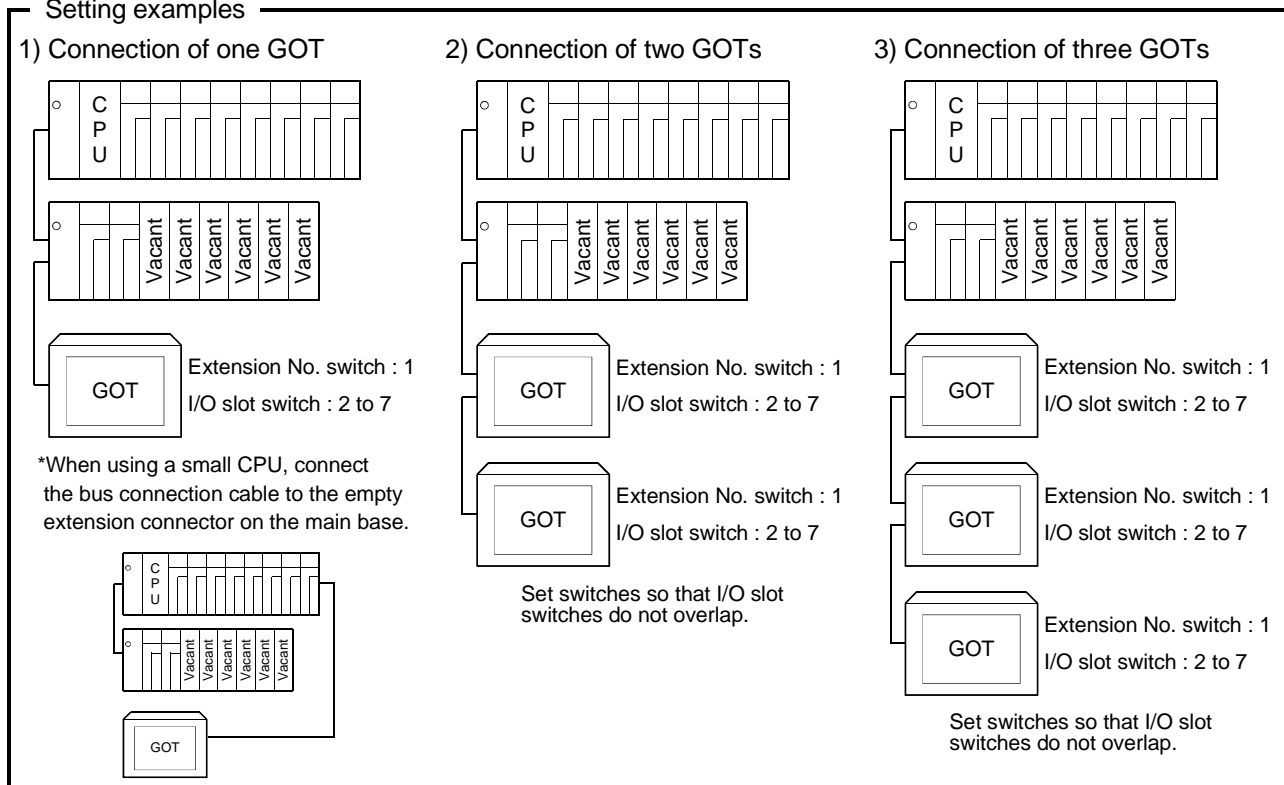 Setting examples
1) Connection of one GOT
C
P
U
Vacant
Vacant
Vacant
Vacant
Vacant
Vacant
GOT
Extension No. switch : 1
I/O slot switch : 2 to 7
*When using a small CPU, connect
the bus connection cable to the empty
extension connector on the main base.
C
P
U
Vacant
Vacant
Vacant
Vacant
Vacant
Vacant
GOT
2) Connection of two GOTs
C
P
U
Vacant
Vacant
Vacant
Vacant
Vacant
Vacant
GOT
Extension No. switch : 1
I/O slot switch : 2 to 7
GOT
Extension No. switch : 1
I/O slot switch : 2 to 7
Set switches so that I/O slot
switches do not overlap.
3) Connection of three GOTs
C
P
U
Vacant
Vacant
Vacant
Vacant
Vacant
Vacant
GOT
Extension No. switch : 1
I/O slot switch : 2 to 7
GOT
Extension No. switch : 1
I/O slot switch : 2 to 7
GOT
Extension No. switch : 1
I/O slot switch : 2 to 7
Set switches so that I/O slot
switches do not overlap.